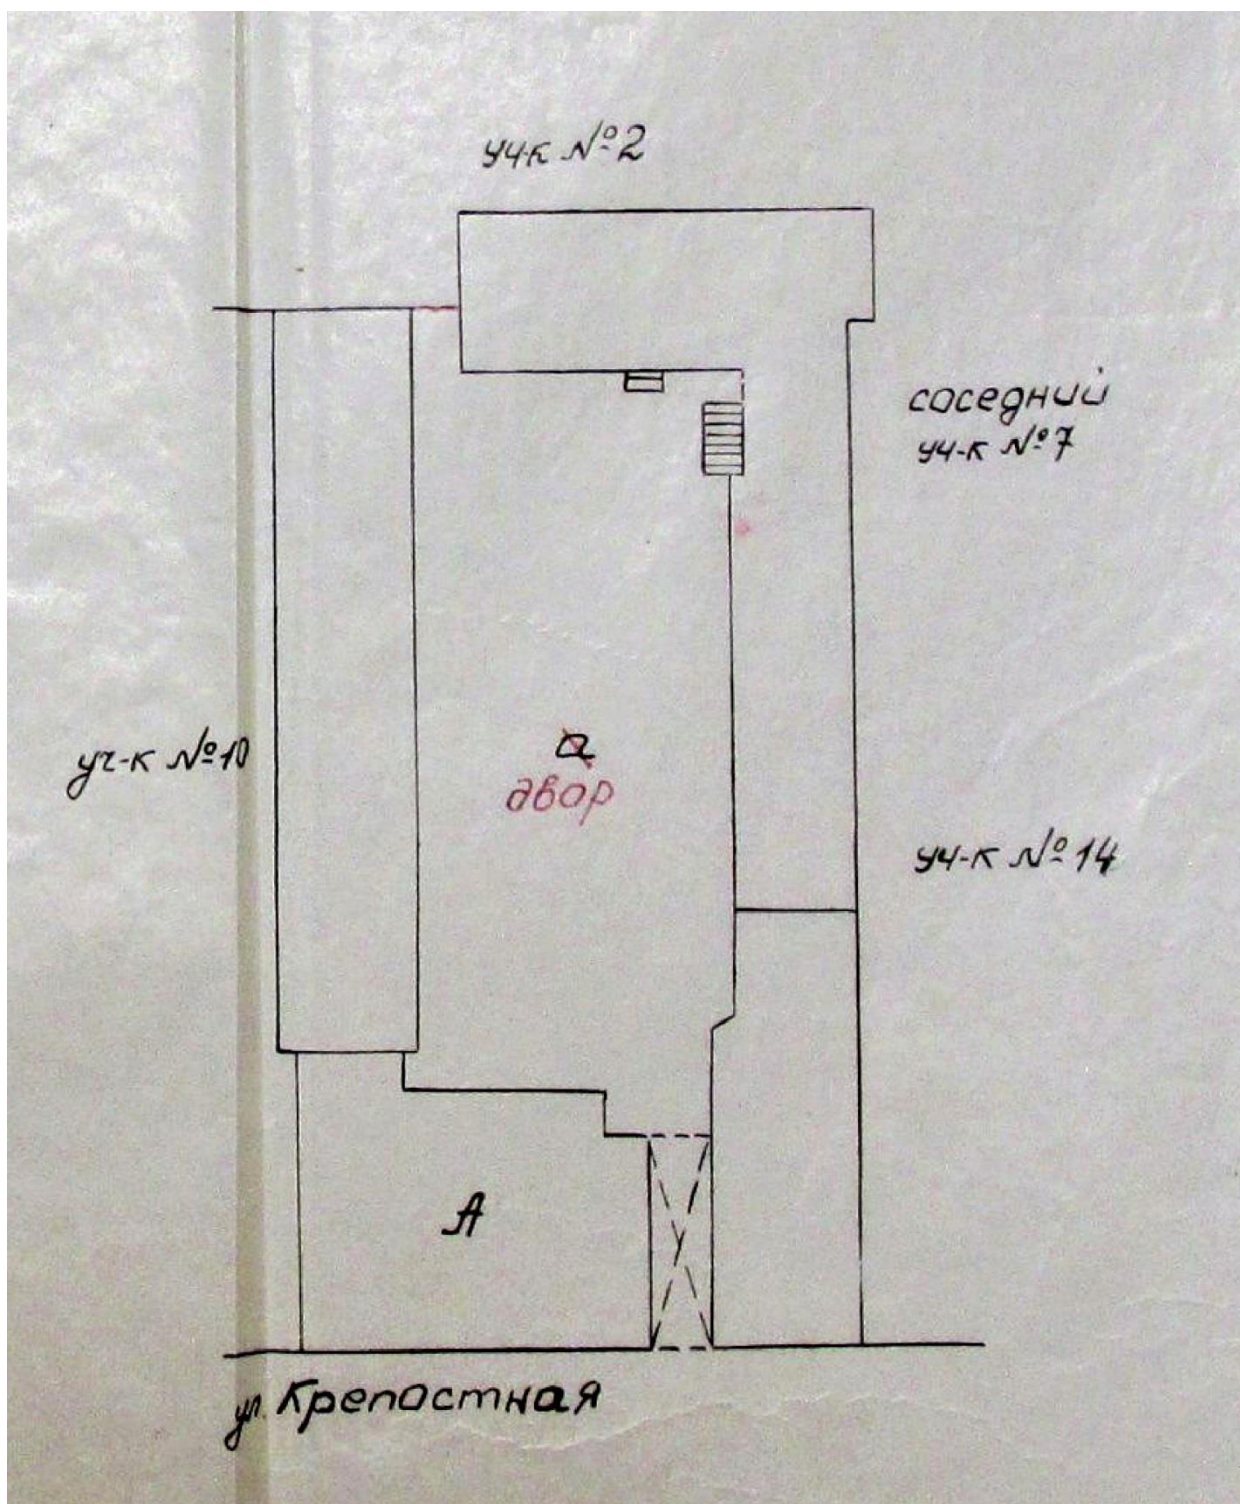 уч-к №2
соседний
уч-к №7
уч-к №10
а
двор
уч-к №14
А
ул. Крепостная